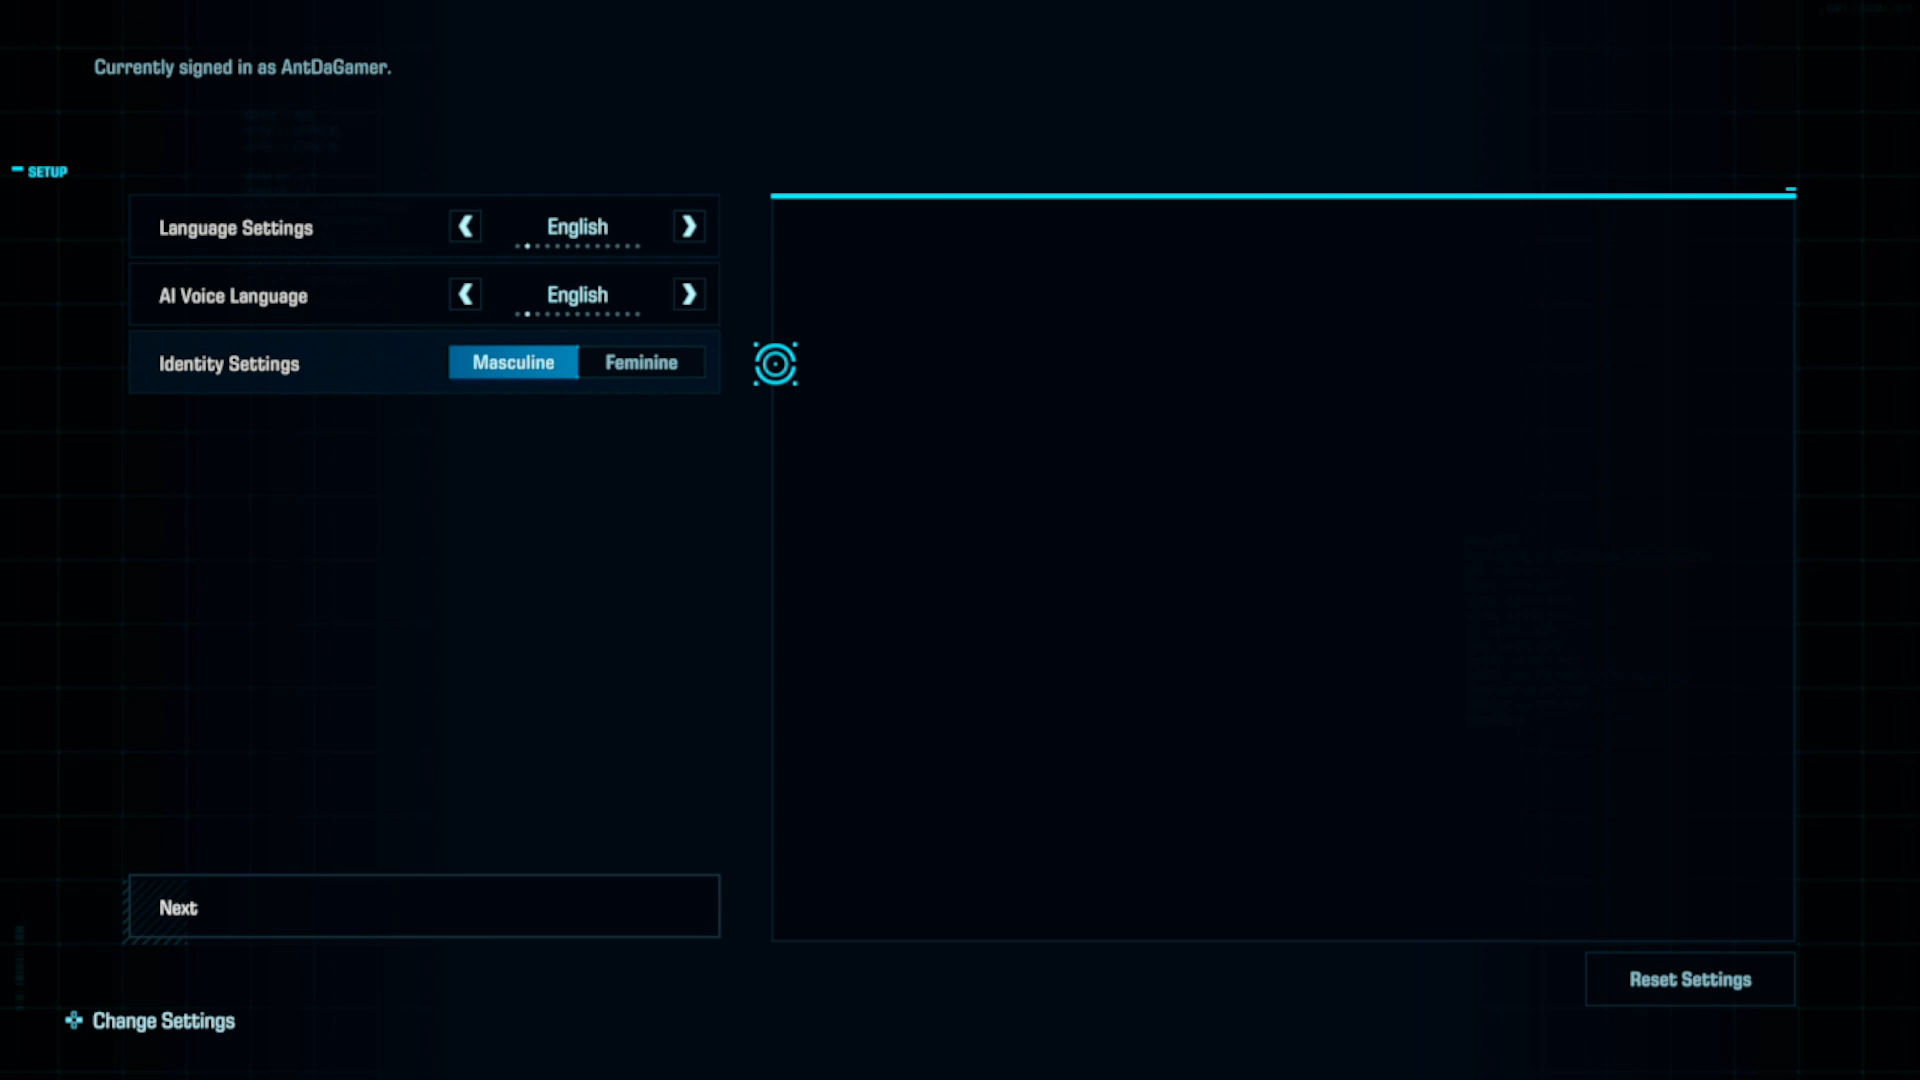 Currently signed in as AntDaGamer.
SETUP
Language Settings
English
AI Voice Language
English
Identity Settings
Masculine
Feminine
Next
Reset Settings
Change Settings